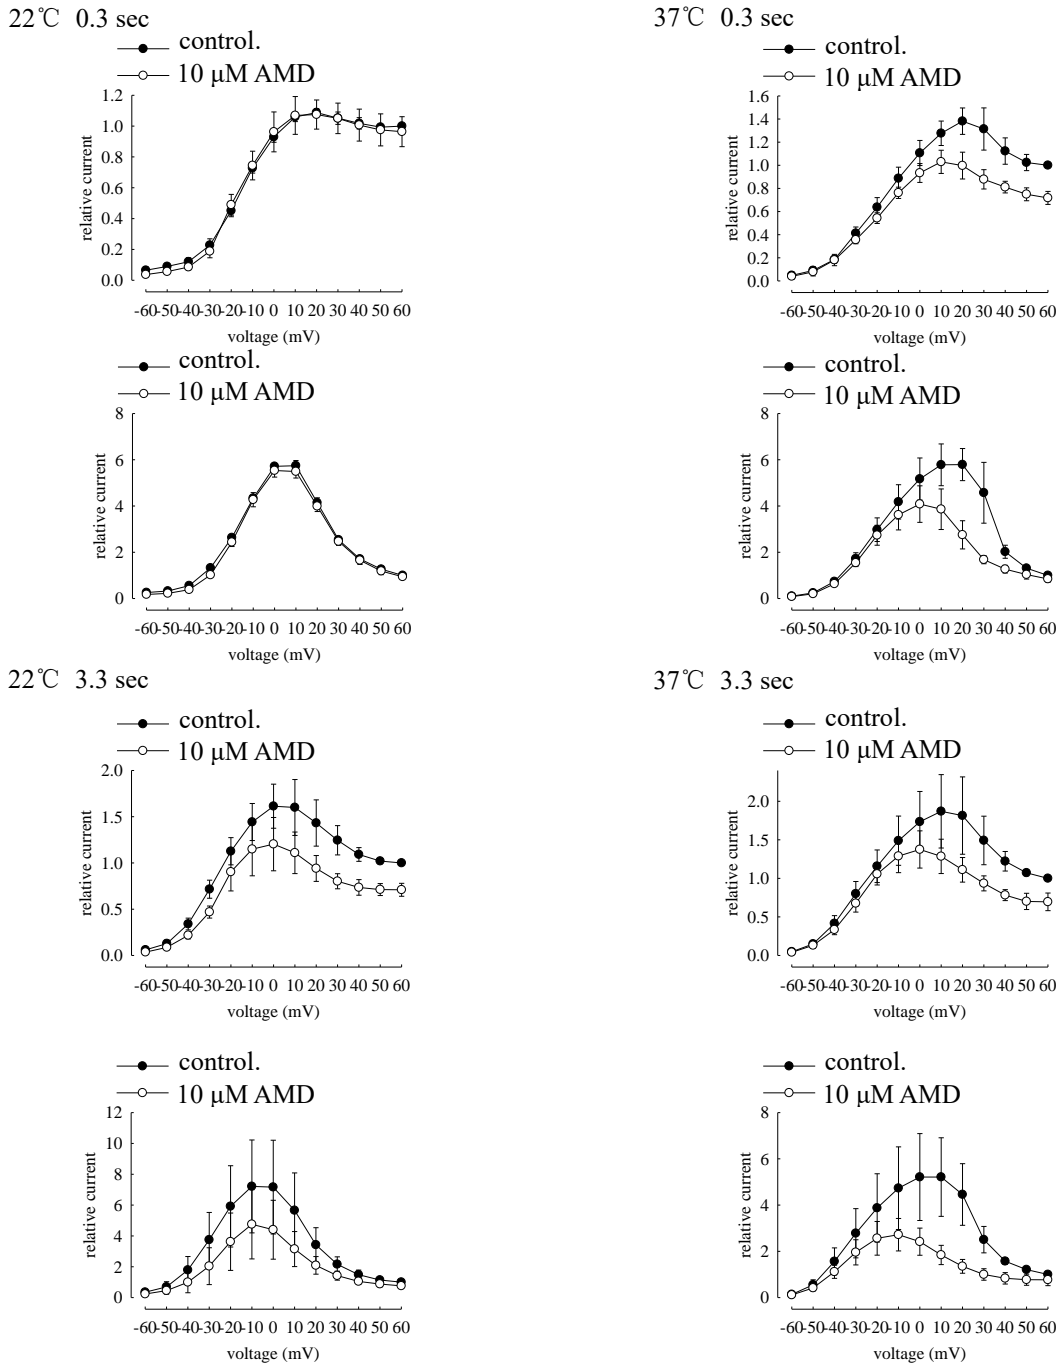 22℃ 0.3 sec
control.
10 μM AMD
relative current
1.2
1.0
0.8
0.6
0.4
0.2
0.0
-60-50-40-30-20-10 0 10 20 30 40 50 60
voltage (mV)
control.
10 μM AMD
relative current
8
6
4
2
0
-60-50-40-30-20-10 0 10 20 30 40 50 60
voltage (mV)
37℃ 0.3 sec
control.
10 μM AMD
relative current
1.6
1.4
1.2
1.0
0.8
0.6
0.4
0.2
0.0
-60-50-40-30-20-10 0 10 20 30 40 50 60
voltage (mV)
control.
10 μM AMD
relative current
8
6
4
2
0
-60-50-40-30-20-10 0 10 20 30 40 50 60
voltage (mV)
22℃ 3.3 sec
control.
10 μM AMD
relative current
2.0
1.5
1.0
0.5
0.0
-60-50-40-30-20-10 0 10 20 30 40 50 60
voltage (mV)
control.
10 μM AMD
relative current
12
10
8
6
4
2
0
-60-50-40-30-20-10 0 10 20 30 40 50 60
voltage (mV)
37℃ 3.3 sec
control.
10 μM AMD
relative current
2.0
1.5
1.0
0.5
0.0
-60-50-40-30-20-10 0 10 20 30 40 50 60
voltage (mV)
control.
10 μM AMD
relative current
8
6
4
2
0
-60-50-40-30-20-10 0 10 20 30 40 50 60
voltage (mV)